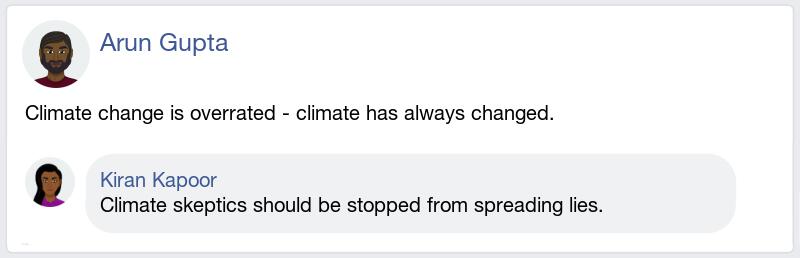 Arun Gupta
Climate change is overrated - climate has always changed.
Kiran Kapoor
Climate skeptics should be stopped from spreading lies.